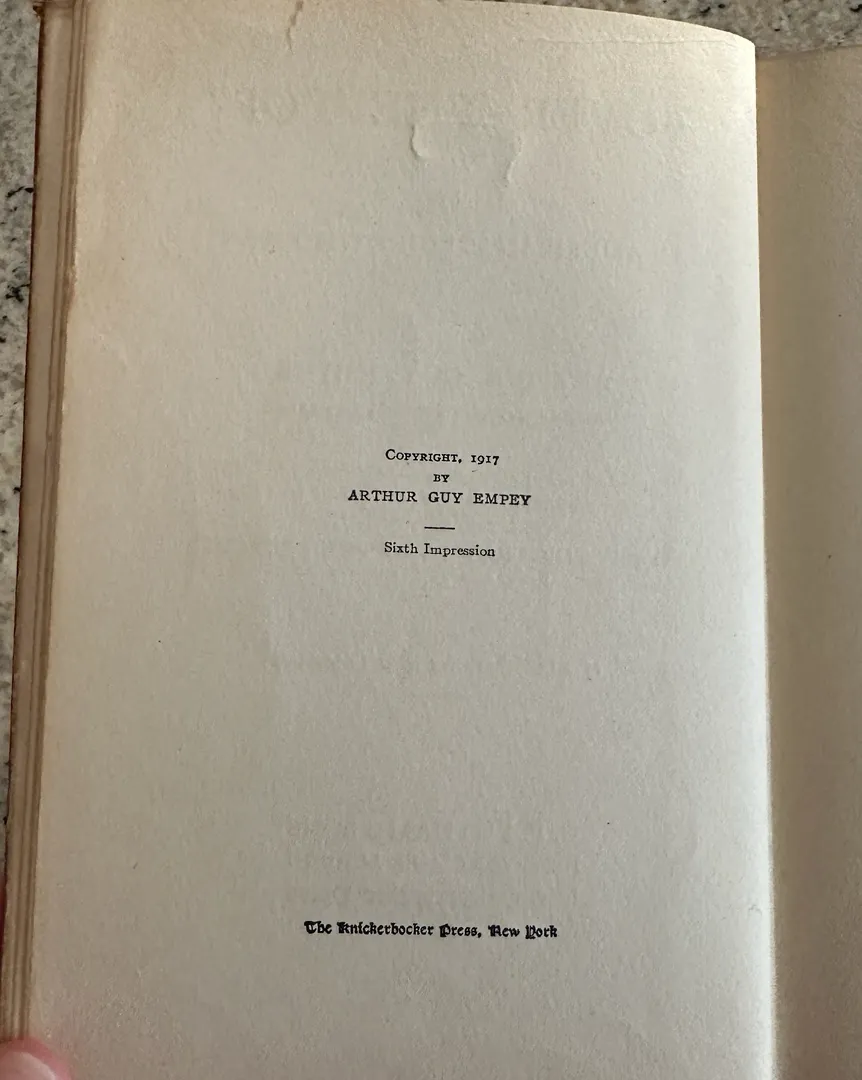 COPYRIGHT, 1917
BY
ARTHUR GUY EMPEY
Sixth Impression
The Knickerbocker Press, New York